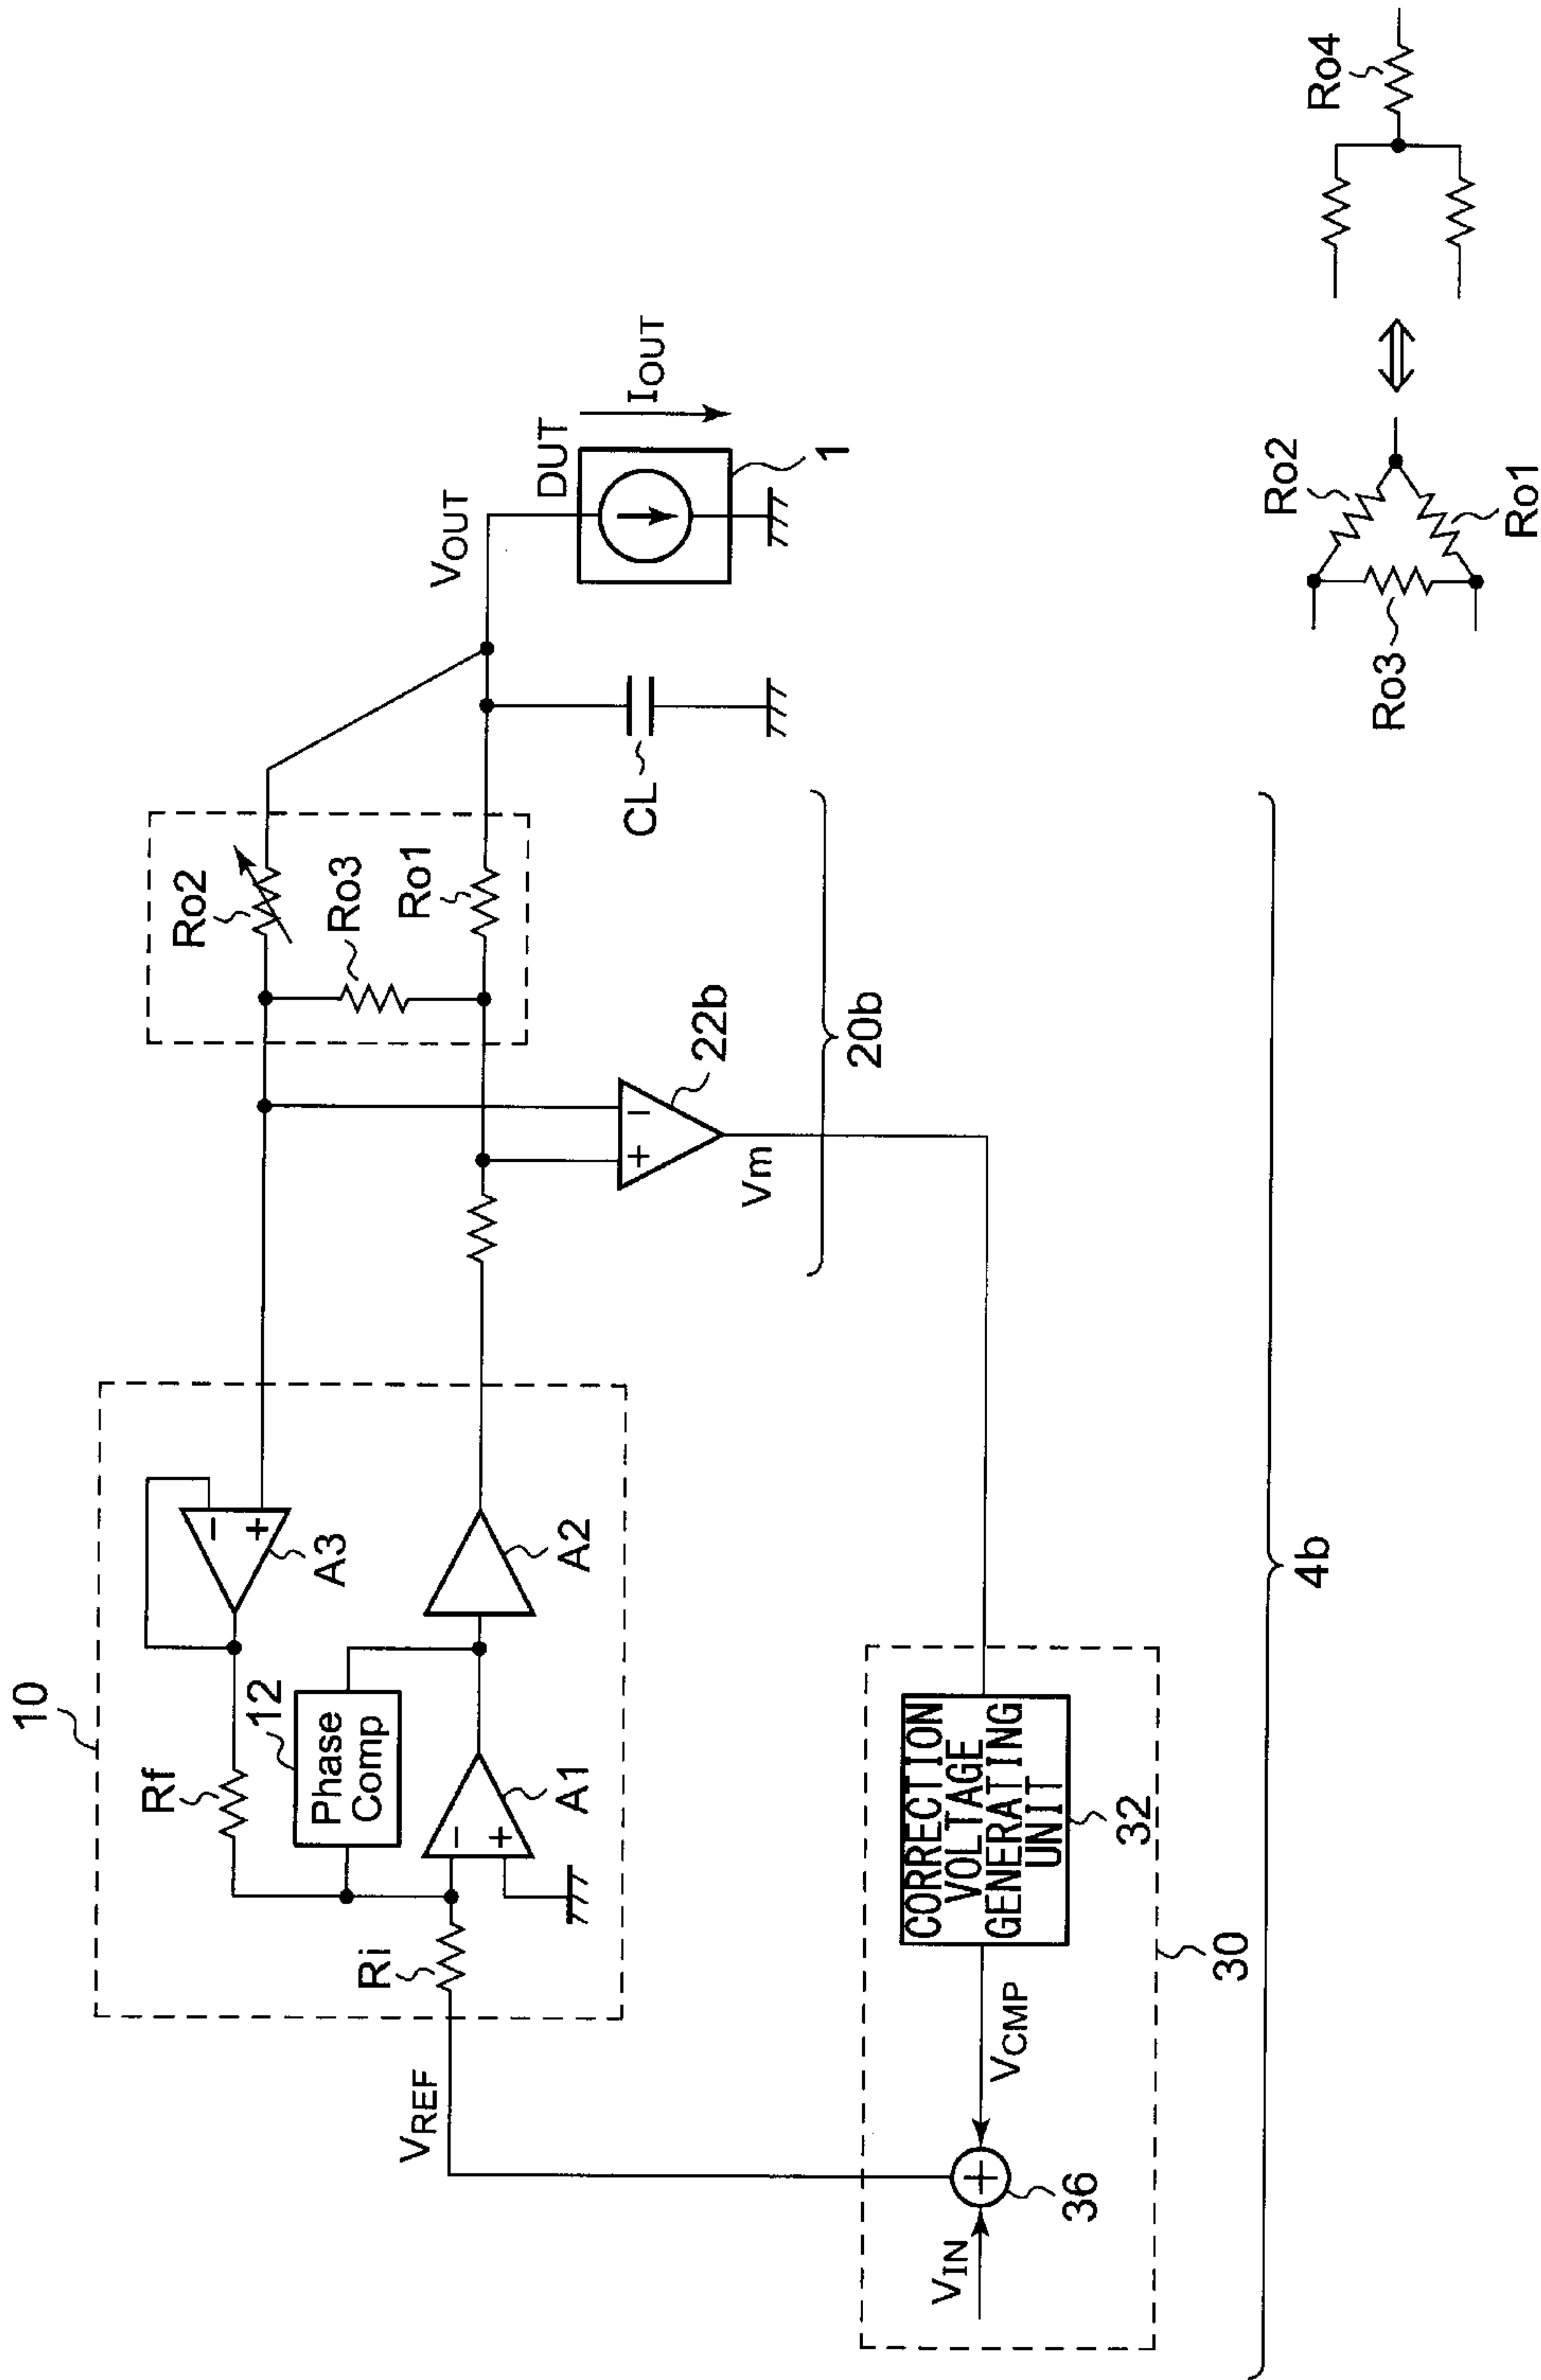 10
Rf
12
Phase
Comp
A3
Ri
A1
A2
VREF
Ro2
Ro3
Ro1
VOUT
DUT
IOUT
1
CL
22b
Vm
20b
VIN
36
VCMP
CORRECTION
VOLTAGE
GENERATING
UNIT
32
30
4b
Ro3
Ro2
Ro1
Ro4
−
+
−
+
+
−
+